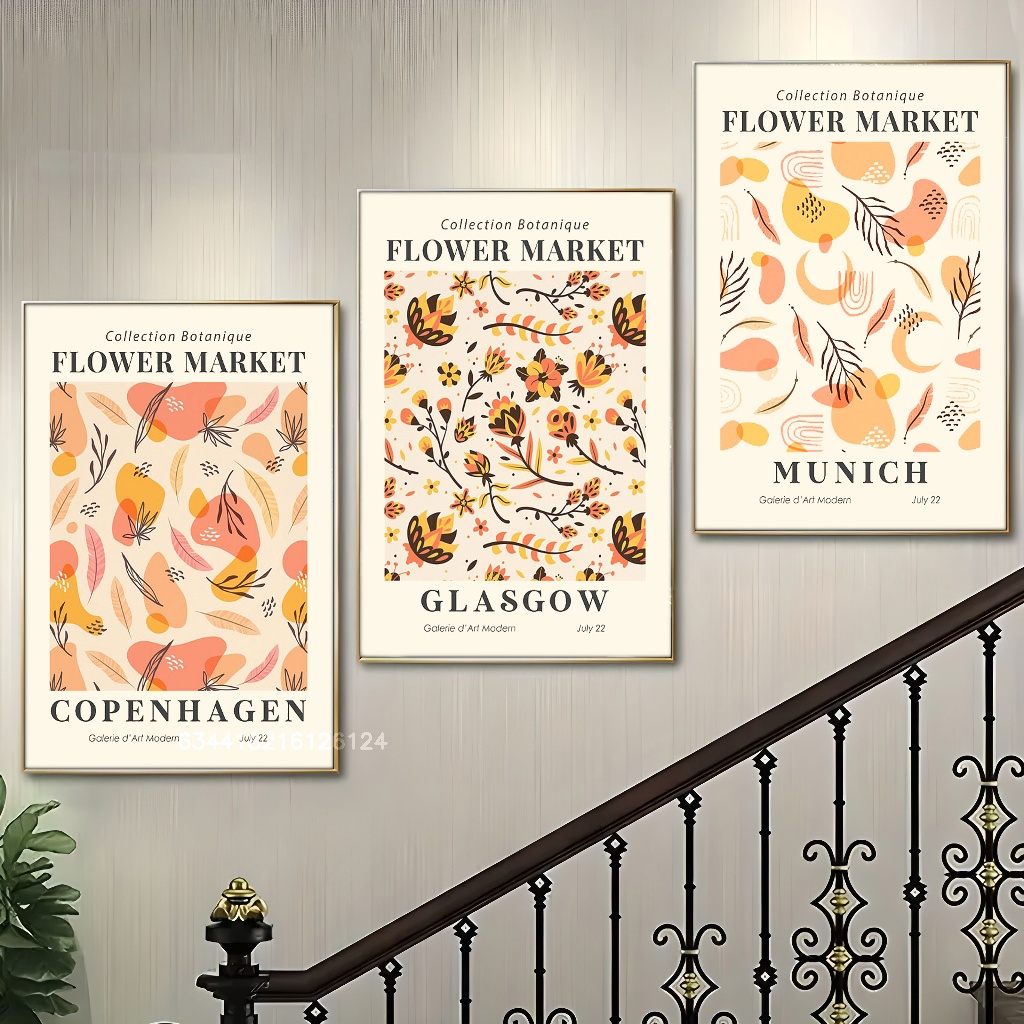 Collection Botanique
FLOWER MARKET
COPENHAGEN
Galerie d'Art Modern July 22
Collection Botanique
FLOWER MARKET
GLASGOW
Galerie d'Art Modern July 22
Collection Botanique
FLOWER MARKET
MUNICH
Galerie d'Art Modern July 22